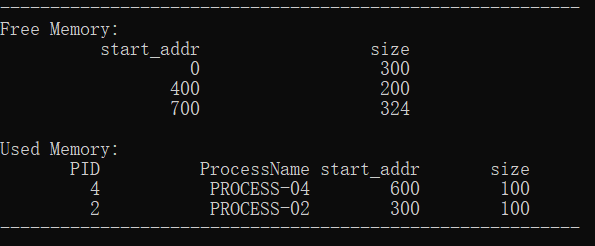 Free Memory:
start_addr size
0 300
400 200
700 324
Used Memory:
PID ProcessName start_addr size
4 PROCESS-04 600 100
2 PROCESS-02 300 100